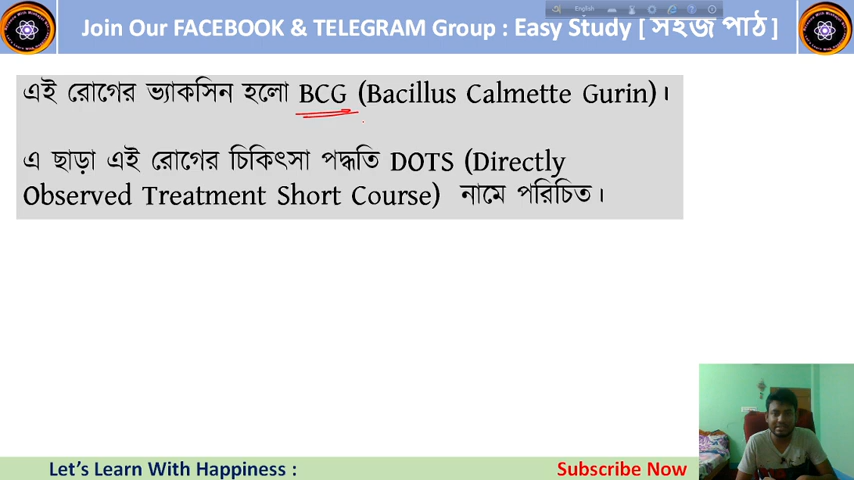 Join Our FACEBOOK & TELEGRAM Group : Easy Study [ সহজ পাঠ ]
English
এই রোগের ভ্যাকসিন হলো BCG (Bacillus Calmette Gurin)।
এ ছাড়া এই রোগের চিকিৎসা পদ্ধতি DOTS (Directly
Observed Treatment Short Course) নামে পরিচিত।
Let's Learn With Happiness :
Subscribe Now